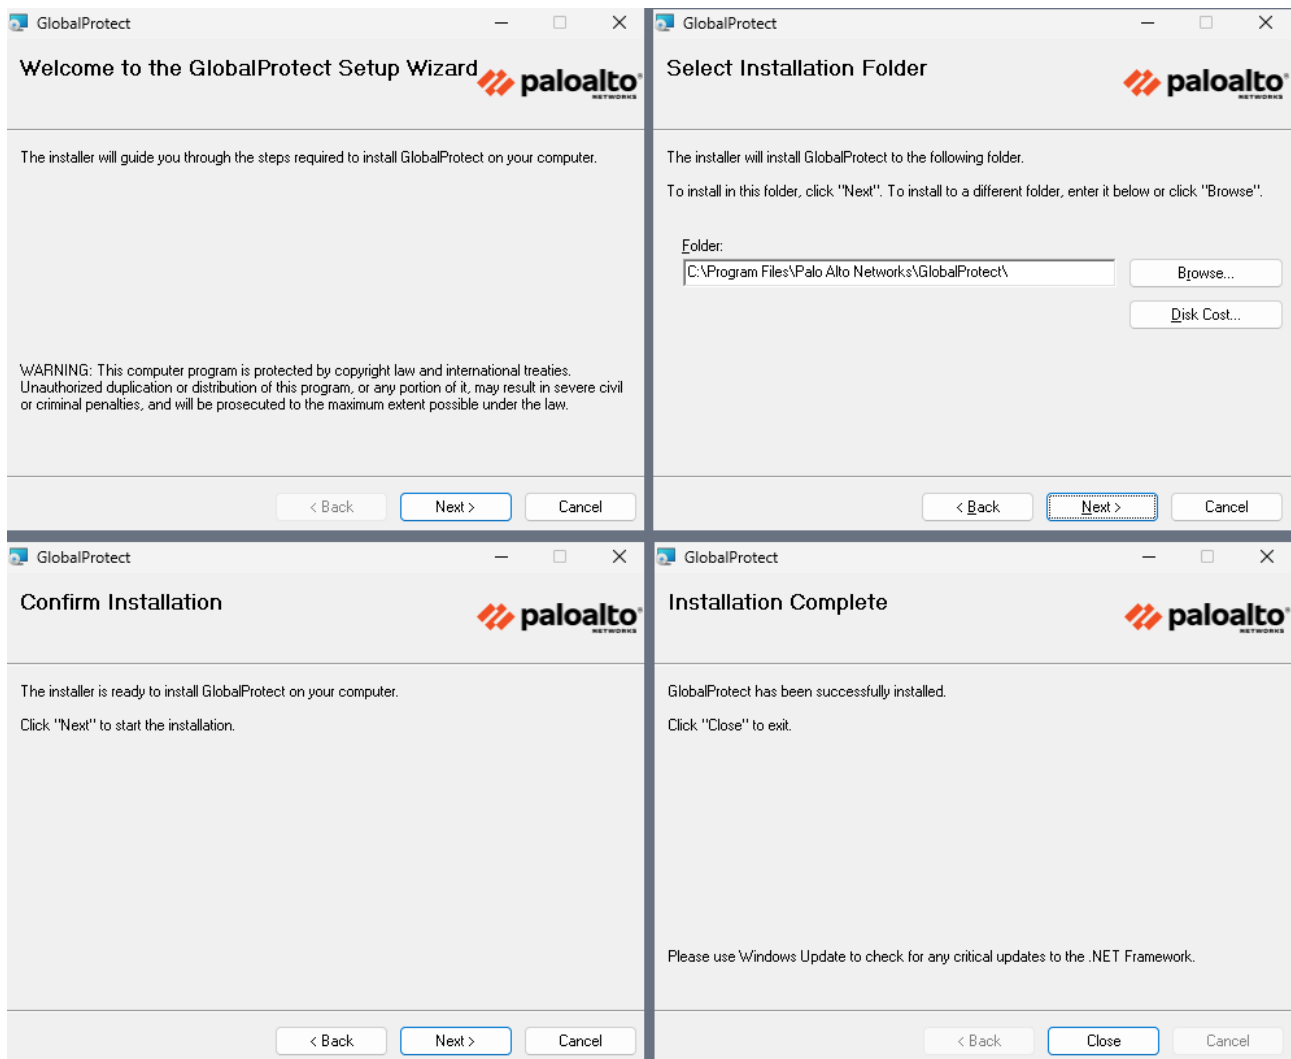 GlobalProtect
Welcome to the GlobalProtect Setup Wizard
paloalto
NETWORKS
The installer will guide you through the steps required to install GlobalProtect on your computer.
WARNING: This computer program is protected by copyright law and international treaties.
Unauthorized duplication or distribution of this program, or any portion of it, may result in severe civil
or criminal penalties, and will be prosecuted to the maximum extent possible under the law.
< Back
Next >
Cancel
GlobalProtect
Select Installation Folder
paloalto
NETWORKS
The installer will install GlobalProtect to the following folder.
To install in this folder, click "Next". To install to a different folder, enter it below or click "Browse".
Folder:
C:\Program Files\Palo Alto Networks\GlobalProtect\
Browse...
Disk Cost...
< Back
Next >
Cancel
GlobalProtect
Confirm Installation
paloalto
NETWORKS
The installer is ready to install GlobalProtect on your computer.
Click "Next" to start the installation.
< Back
Next >
Cancel
GlobalProtect
Installation Complete
paloalto
NETWORKS
GlobalProtect has been successfully installed.
Click "Close" to exit.
Please use Windows Update to check for any critical updates to the .NET Framework.
< Back
Close
Cancel